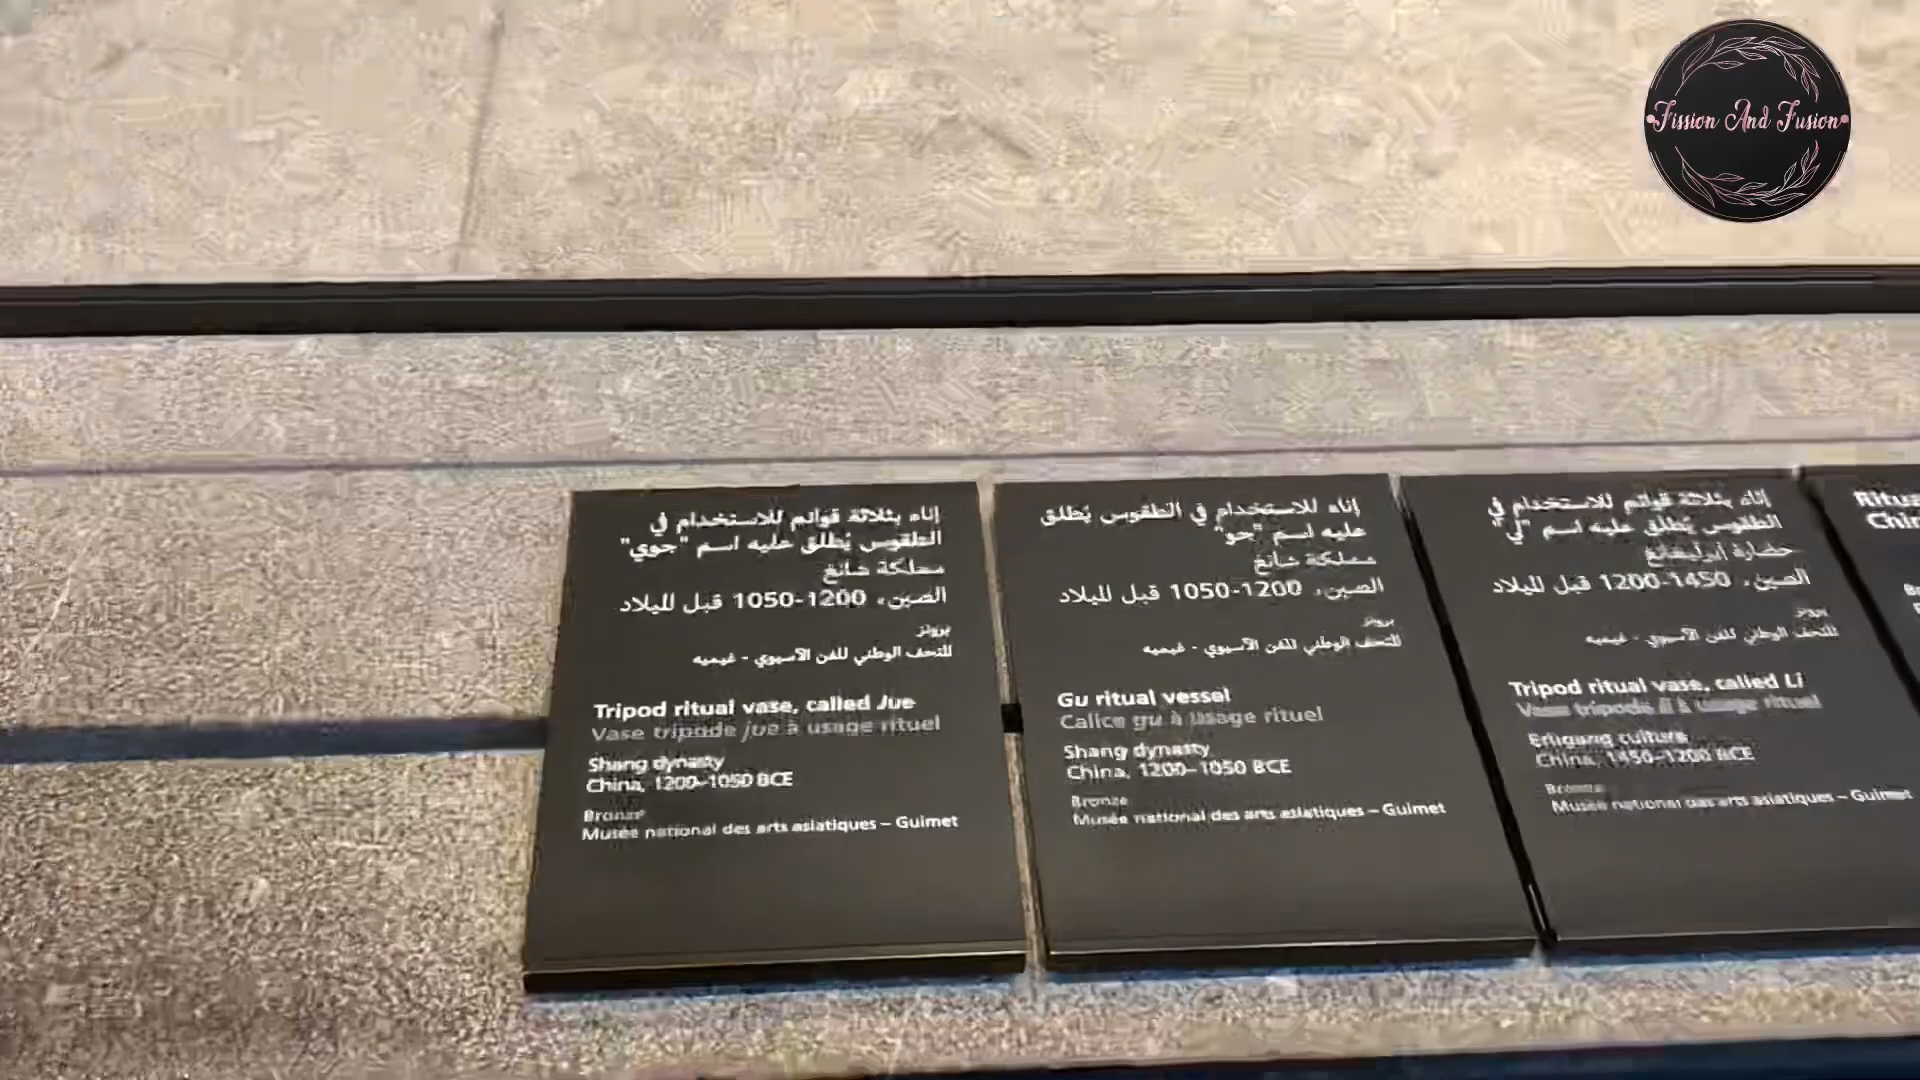 Fission And Fusion
إناء بثلاثة قوائم للاستخدام في
الطقوس يُطلق عليه اسم "جوي"
مملكة شانغ
الصين، 1200-1050 قبل الميلاد
برونز
المتحف الوطني للفن الآسيوي - غيميه
Tripod ritual vase, called Jue
Vase tripode jue à usage rituel
Shang dynasty
China, 1200–1050 BCE
Bronze
Musée national des arts asiatiques – Guimet
إناء للاستخدام في الطقوس يُطلق
عليه اسم "جو"
مملكة شانغ
الصين، 1200-1050 قبل الميلاد
برونز
المتحف الوطني للفن الآسيوي - غيميه
Gu ritual vessel
Calice gu à usage rituel
Shang dynasty
China, 1200–1050 BCE
Bronze
Musée national des arts asiatiques – Guimet
إناء بثلاثة قوائم للاستخدام في
الطقوس يُطلق عليه اسم "لي"
حضارة
الصين، 1450-1200 قبل الميلاد
برونز
المتحف الوطني للفن الآسيوي - غيميه
Tripod ritual vase, called Li
Vase tripode li à usage rituel
Erligang culture
China, 1450–1200 BCE
Bronze
Musée national des arts asiatiques – Guimet